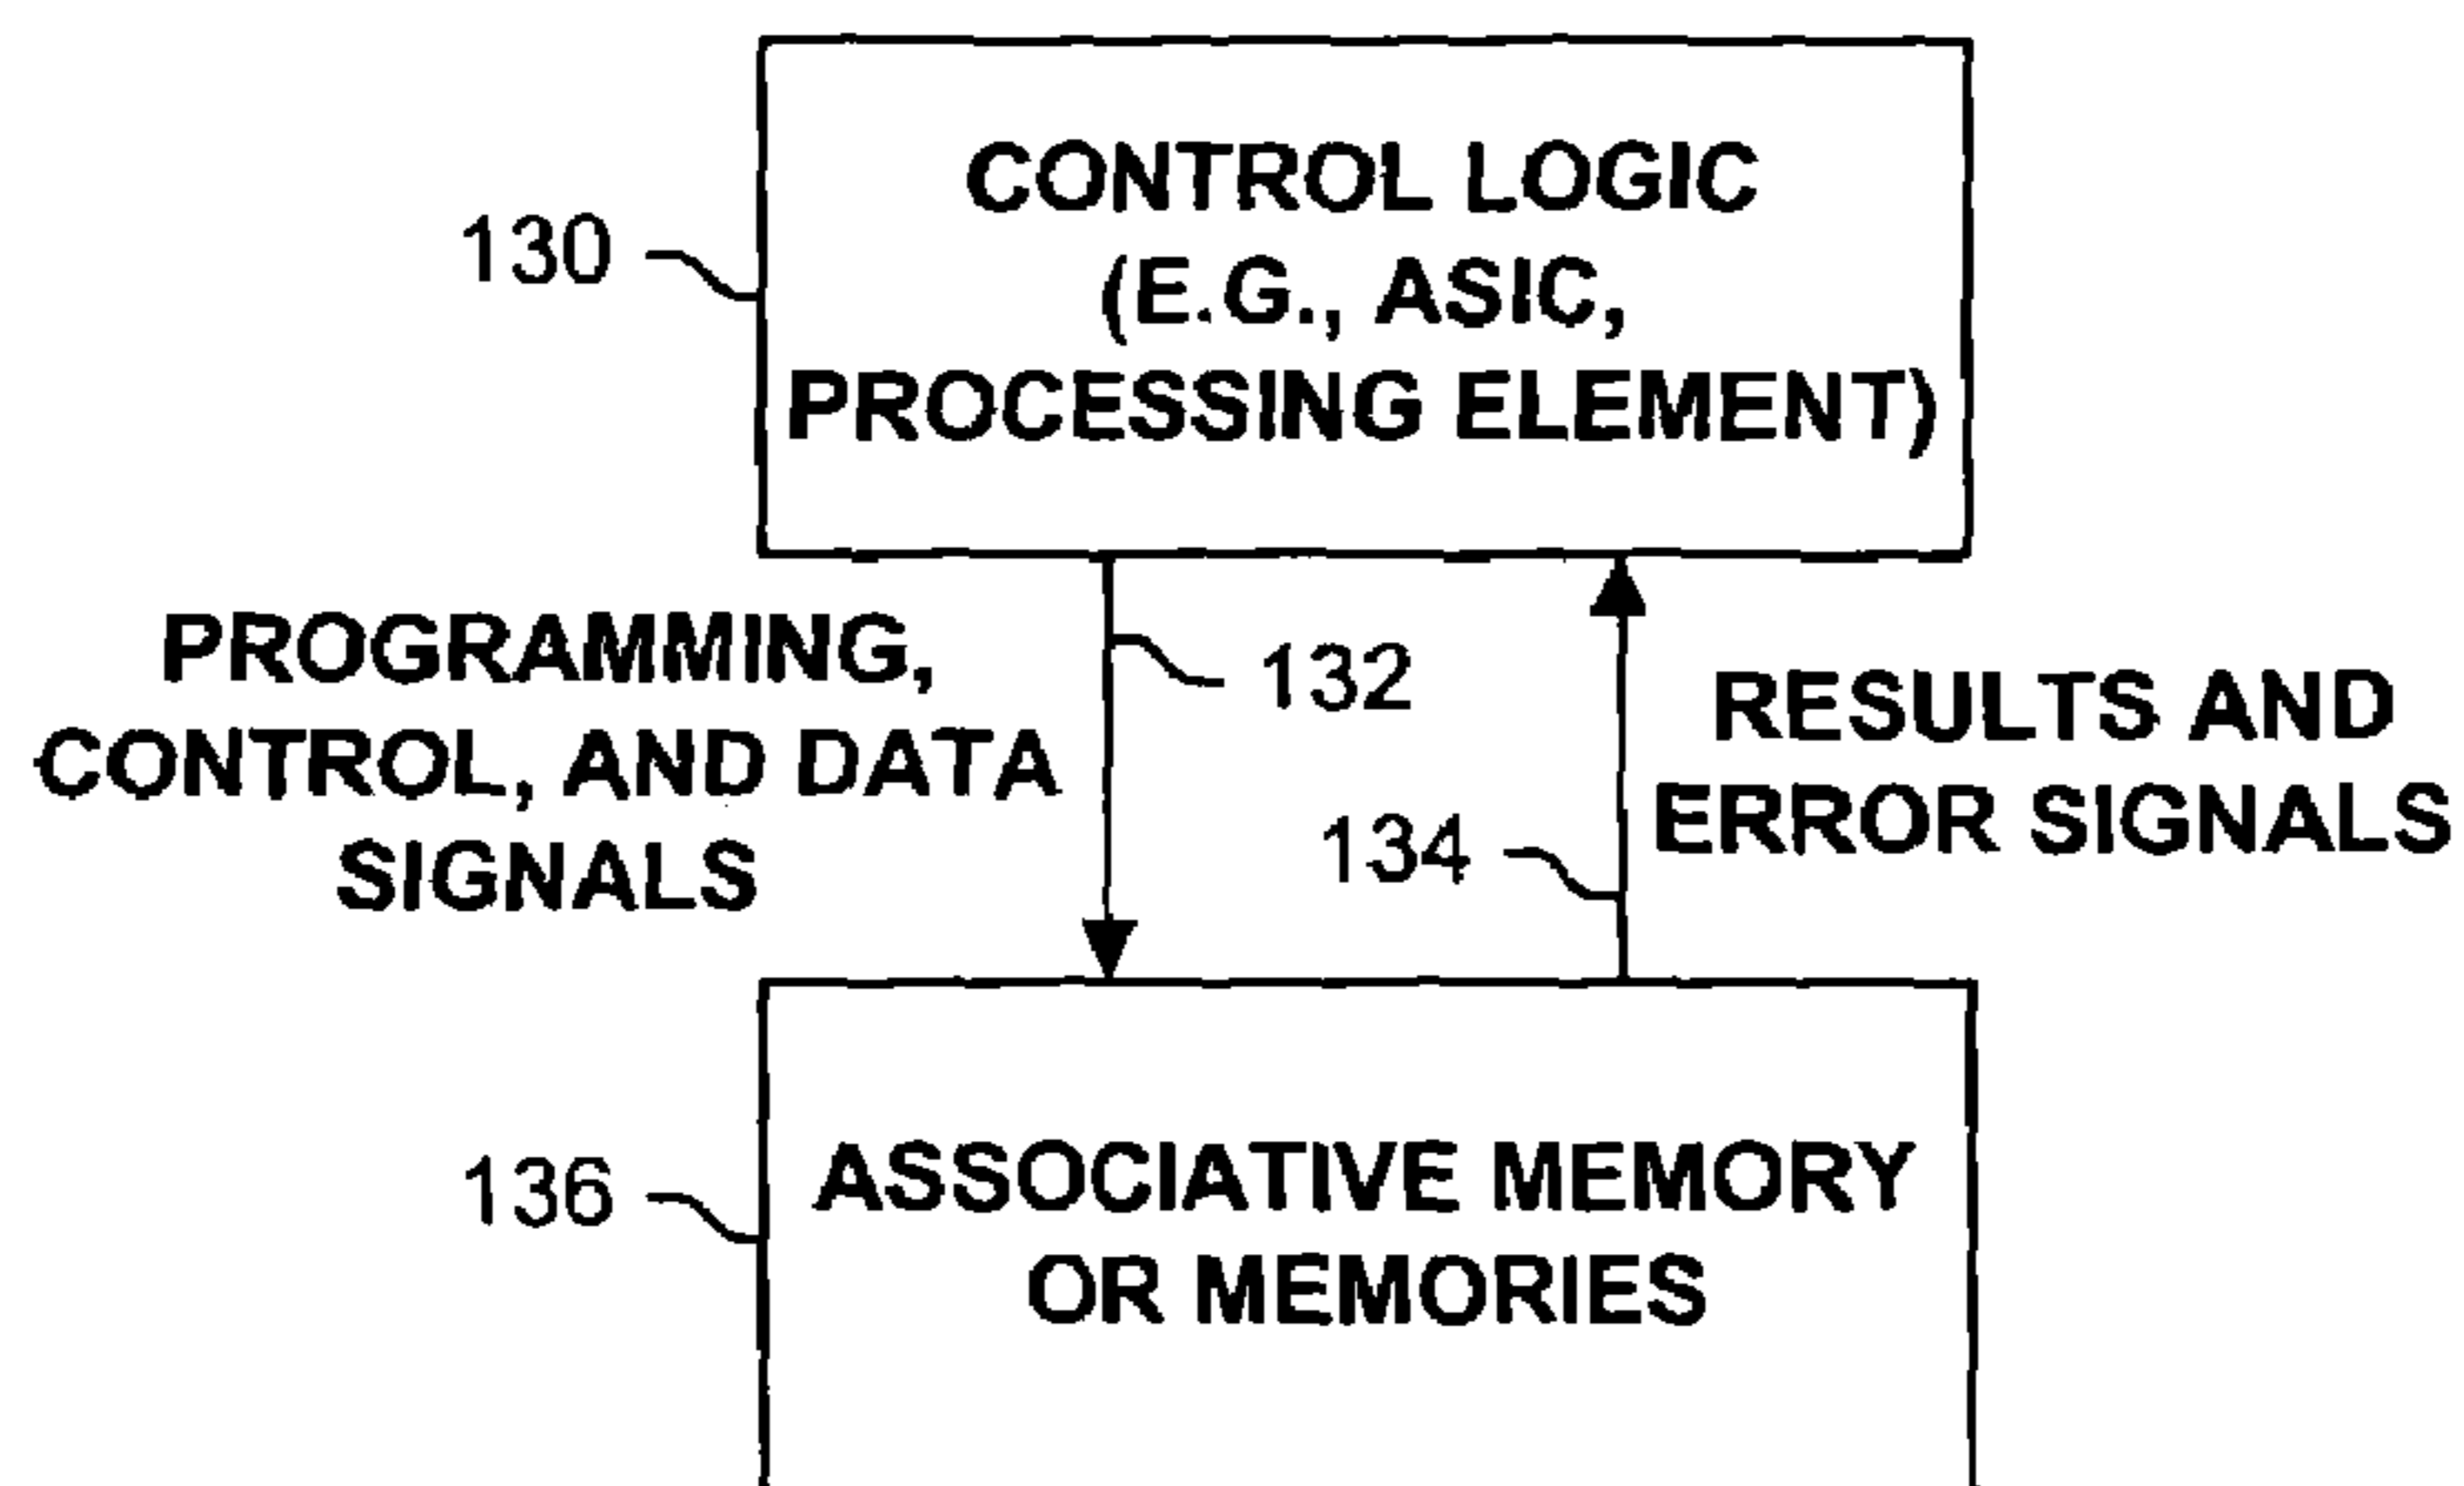 130
CONTROL LOGIC
(E.G., ASIC,
PROCESSING ELEMENT)
PROGRAMMING,
CONTROL, AND DATA
SIGNALS
132
134
RESULTS AND
ERROR SIGNALS
136
ASSOCIATIVE MEMORY
OR MEMORIES